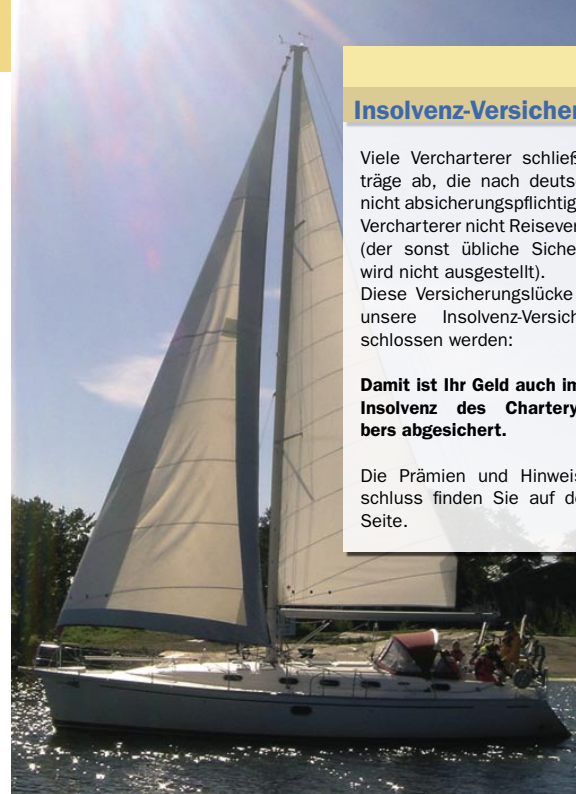 Insolvenz-Versicher
Viele Vercharterer schließ
träge ab, die nach deutsc
nicht absicherungspflichtig
Vercharterer nicht Reisever
(der sonst übliche Siche
wird nicht ausgestellt).
Diese Versicherungslücke
unsere Insolvenz-Versich
schlossen werden:
Damit ist Ihr Geld auch im
Insolvenz des Chartery
bers abgesichert.
Die Prämien und Hinweis
schluss finden Sie auf de
Seite.